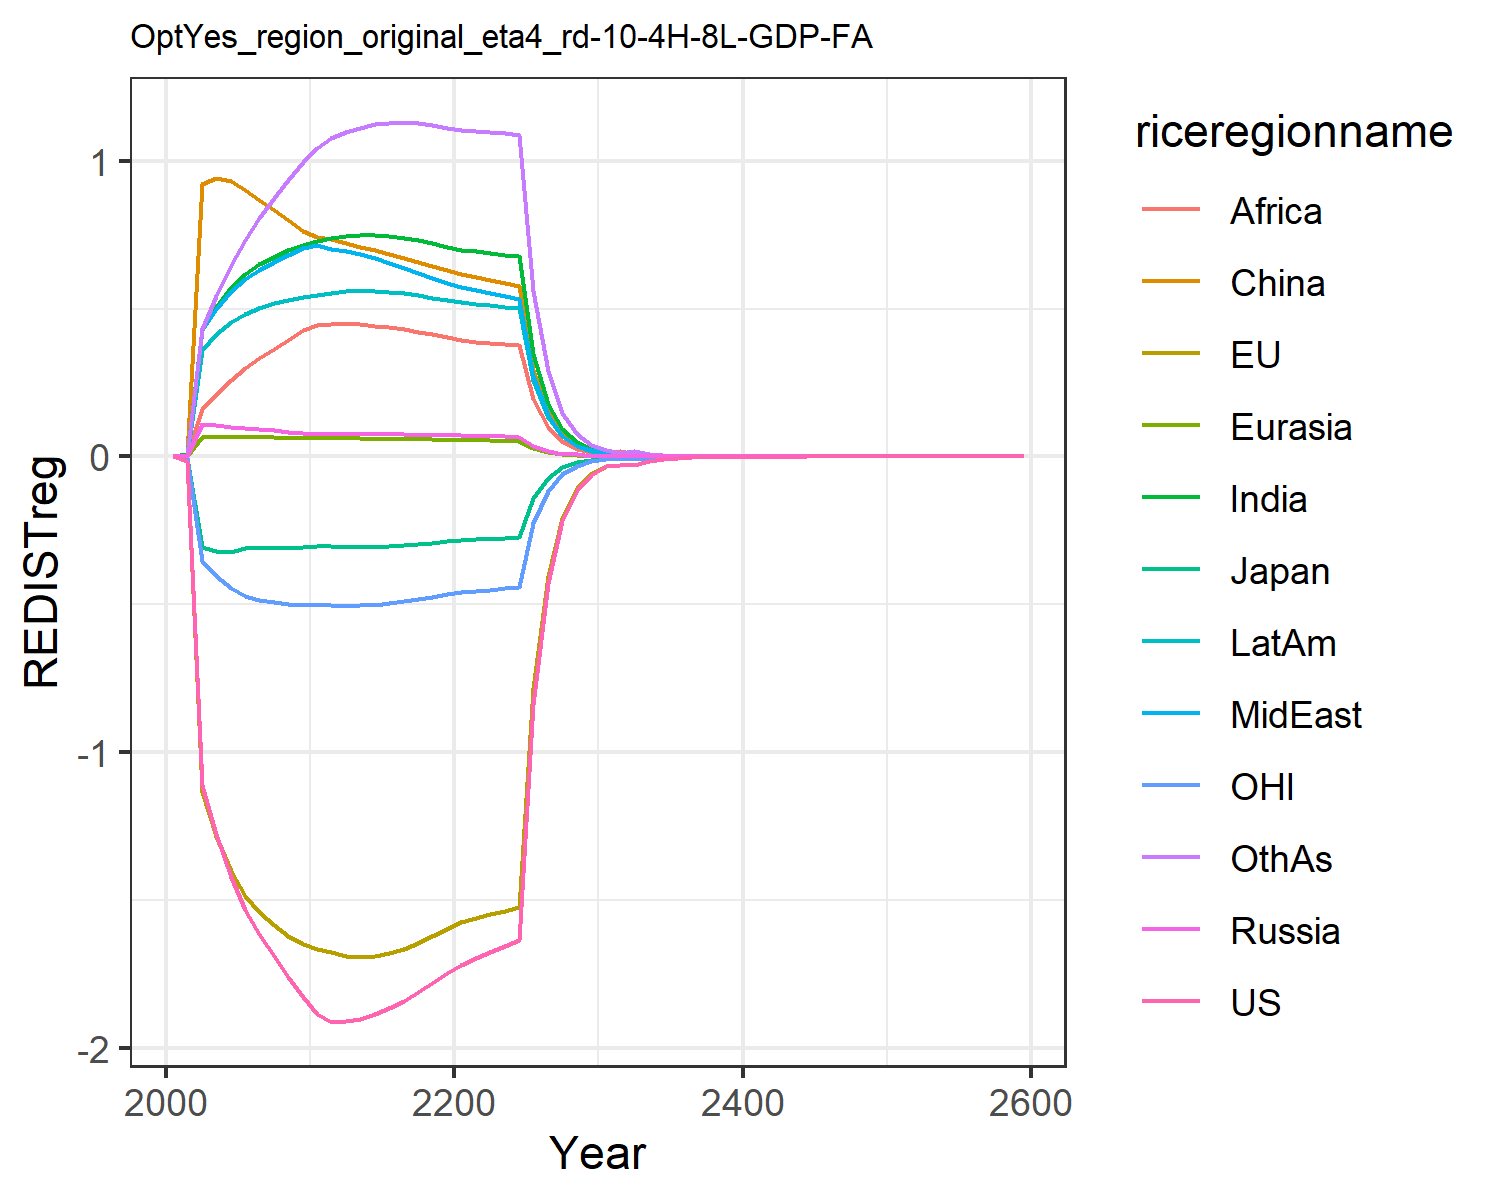 OptYes_region_original_eta4_rd-10-4H-8L-GDP-FA
REDISTreg
1
0
-1
-2
2000
2200
2400
2600
Year
riceregionname
Africa
China
EU
Eurasia
India
Japan
LatAm
MidEast
OHI
OthAs
Russia
US